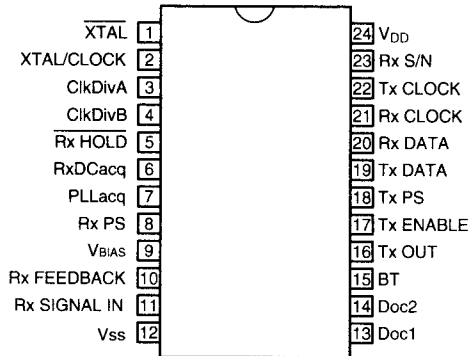 XTAL 1 24 VDD
XTAL/CLOCK 2 23 Rx S/N
ClkDivA 3 22 Tx CLOCK
ClkDivB 4 21 Rx CLOCK
Rx HOLD 5 20 Rx DATA
RxDCacq 6 19 Tx DATA
PLLacq 7 18 Tx PS
Rx PS 8 17 Tx ENABLE
VBIAS 9 16 Tx OUT
Rx FEEDBACK 10 15 BT
Rx SIGNAL IN 11 14 Doc2
Vss 12 13 Doc1